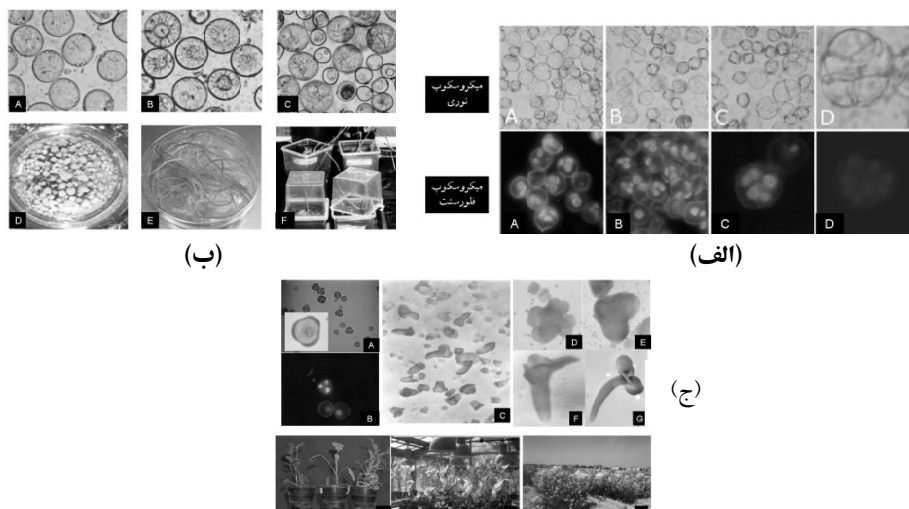 A B C
D E F
(ب)
میکروسکوپ
نوری
A B C D
میکروسکوپ
فلورسنت
A B C D
(الف)
A
B
C
D E
F G
(ج)